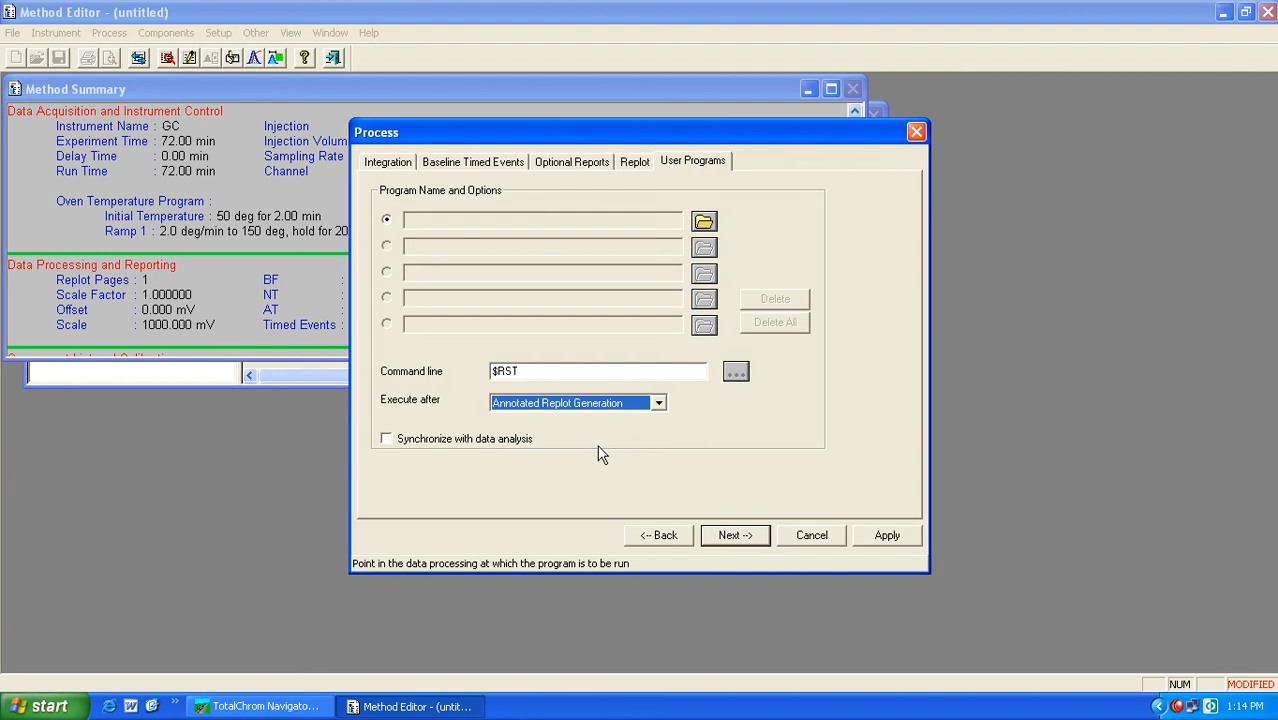 Method Editor - (untitled)
File Instrument Process Components Setup Other View Window Help
Method Summary
Data Acquisition and Instrument Control
Instrument Name : GC Injection
Experiment Time : 72.00 min Injection Volum
Delay Time : 0.00 min Sampling Rate
Run Time : 72.00 min Channel
Oven Temperature Program :
Initial Temperature : 50 deg for 2.00 min
Ramp 1 : 2.0 deg/min to 150 deg, hold for 20
Data Processing and Reporting
Replot Pages : 1 BF :
Scale Factor : 1.000000 NT :
Offset : 0.000 mV AT :
Scale : 1000.000 mV Timed Events :
Process
Integration Baseline Timed Events Optional Reports Replot User Programs
Program Name and Options
Delete
Delete All
Command line $RST ...
Execute after Annotated Replot Generation
Synchronize with data analysis
<-- Back Next --> Cancel Apply
Point in the data processing at which the program is to be run
NUM MODIFIED
start TotalChrom Navigato... Method Editor - (untit... 1:14 PM